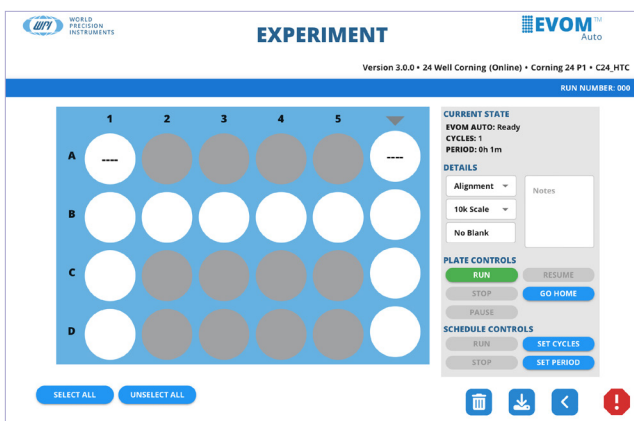 WPI
WORLD
PRECISION
INSTRUMENTS
EXPERIMENT
EVOM™
Auto
Version 3.0.0 • 24 Well Corning (Online) • Corning 24 P1 • C24_HTC
RUN NUMBER: 000
1 2 3 4 5
A ---- ----
B
C
D
CURRENT STATE
EVOM AUTO: Ready
CYCLES: 1
PERIOD: 0h 1m
DETAILS
Alignment
Notes
10k Scale
No Blank
PLATE CONTROLS
RUN RESUME
STOP GO HOME
PAUSE
SCHEDULE CONTROLS
RUN SET CYCLES
STOP SET PERIOD
SELECT ALL UNSELECT ALL
!